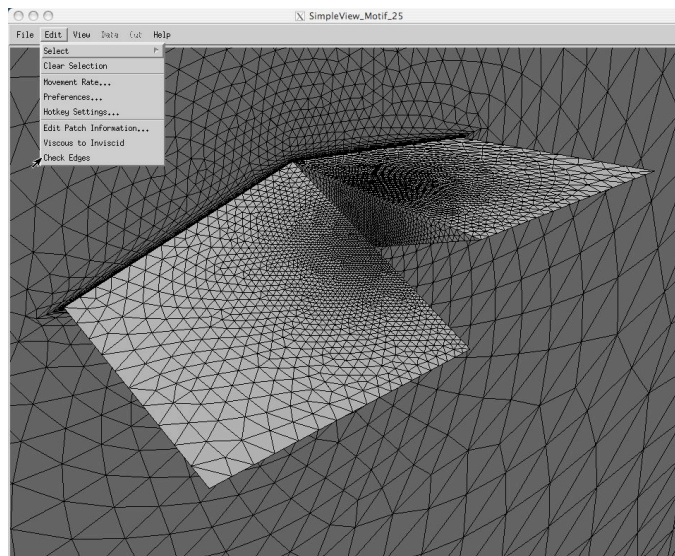 SimpleView_Motif_25
File Edit View Data Cut Help
Select
Clear Selection
Movement Rate...
Preferences...
Hotkey Settings...
Edit Patch Information...
Viscous to Inviscid
Check Edges